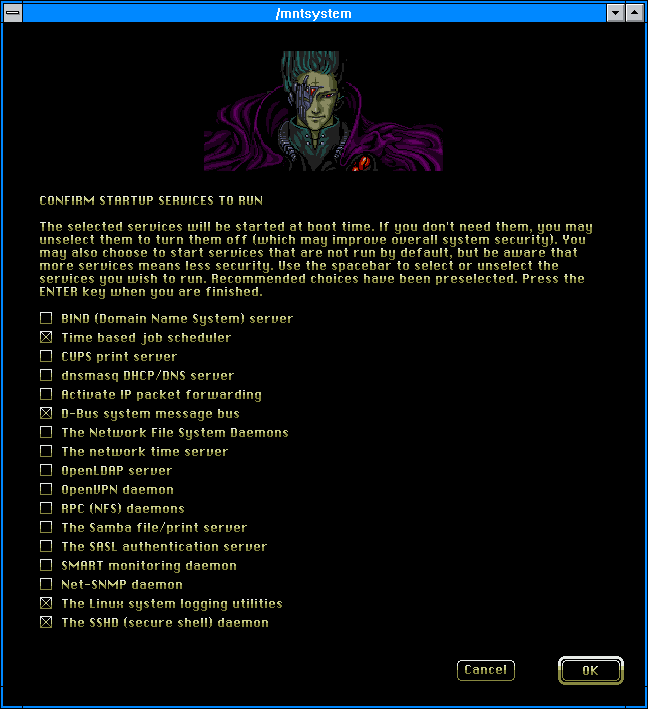 /mntsystem
CONFIRM STARTUP SERVICES TO RUN
The selected services will be started at boot time. If you don't need them, you may
unselect them to turn them off (which may improve overall system security). You
may also choose to start services that are not run by default, but be aware that
more services means less security. Use the spacebar to select or unselect the
services you wish to run. Recommended choices have been preselected. Press the
ENTER key when you are finished.
BIND (Domain Name System) server
Time based job scheduler
CUPS print server
dnsmasq DHCP/DNS server
Activate IP packet forwarding
D-Bus system message bus
The Network File System Daemons
The network time server
OpenLDAP server
OpenVPN daemon
RPC (NFS) daemons
The Samba file/print server
The SASL authentication server
SMART monitoring daemon
Net-SNMP daemon
The Linux system logging utilities
The SSHD (secure shell) daemon
Cancel
OK